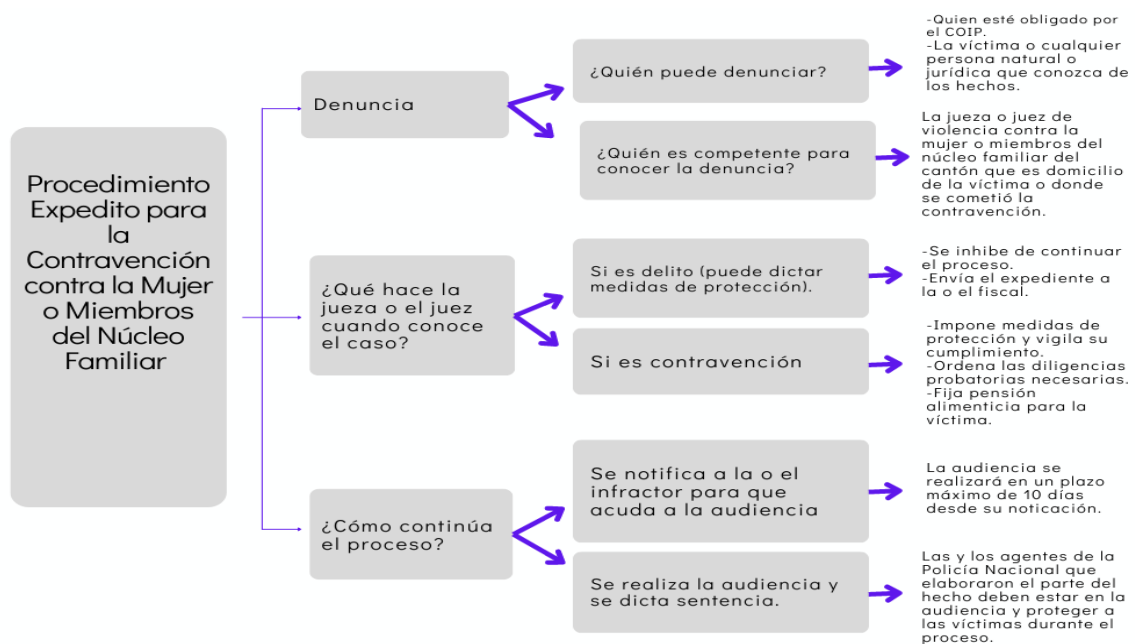 Procedimiento
Expedito para
la
Contravención
contra la Mujer
o Miembros
del Núcleo
Familiar
Denuncia
¿Quién puede denunciar?
-Quien esté obligado por
el COIP.
-La víctima o cualquier
persona natural o
jurídica que conozca de
los hechos.
¿Quién es competente para
conocer la denuncia?
La jueza o juez de
violencia contra la
mujer o miembros del
núcleo familiar del
cantón que es domicilio
de la víctima o donde
se cometió la
contravención.
¿Qué hace la
jueza o el juez
cuando conoce
el caso?
Si es delito (puede dictar
medidas de protección).
-Se inhibe de continuar
el proceso.
-Envía el expediente a
la o el fiscal.
Si es contravención
-Impone medidas de
protección y vigila su
cumplimiento.
-Ordena las diligencias
probatorias necesarias.
-Fija pensión
alimenticia para la
víctima.
¿Cómo continúa
el proceso?
Se notifica a la o el
infractor para que
acuda a la audiencia
La audiencia se
realizará en un plazo
máximo de 10 días
desde su noticación.
Se realiza la audiencia y
se dicta sentencia.
Las y los agentes de la
Policía Nacional que
elaboraron el parte del
hecho deben estar en la
audiencia y proteger a
las víctimas durante el
proceso.